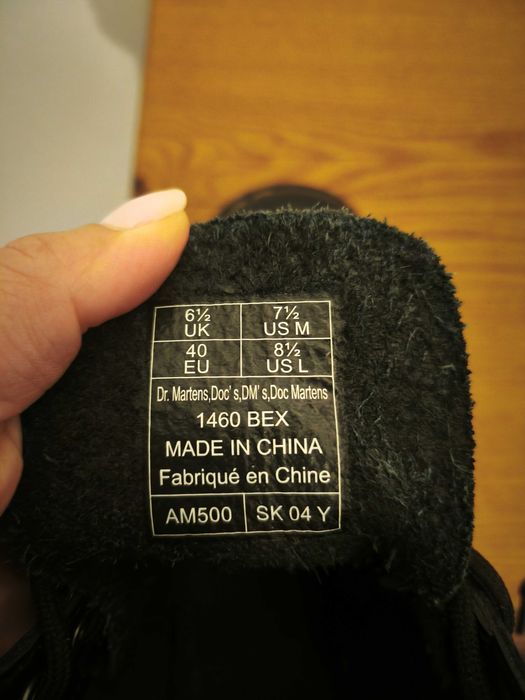 6½ 7½
UK US M
40 8½
EU US L
Dr. Martens,Doc's,DM's,Doc Martens
1460 BEX
MADE IN CHINA
Fabriqué en Chine
AM500 SK 04 Y